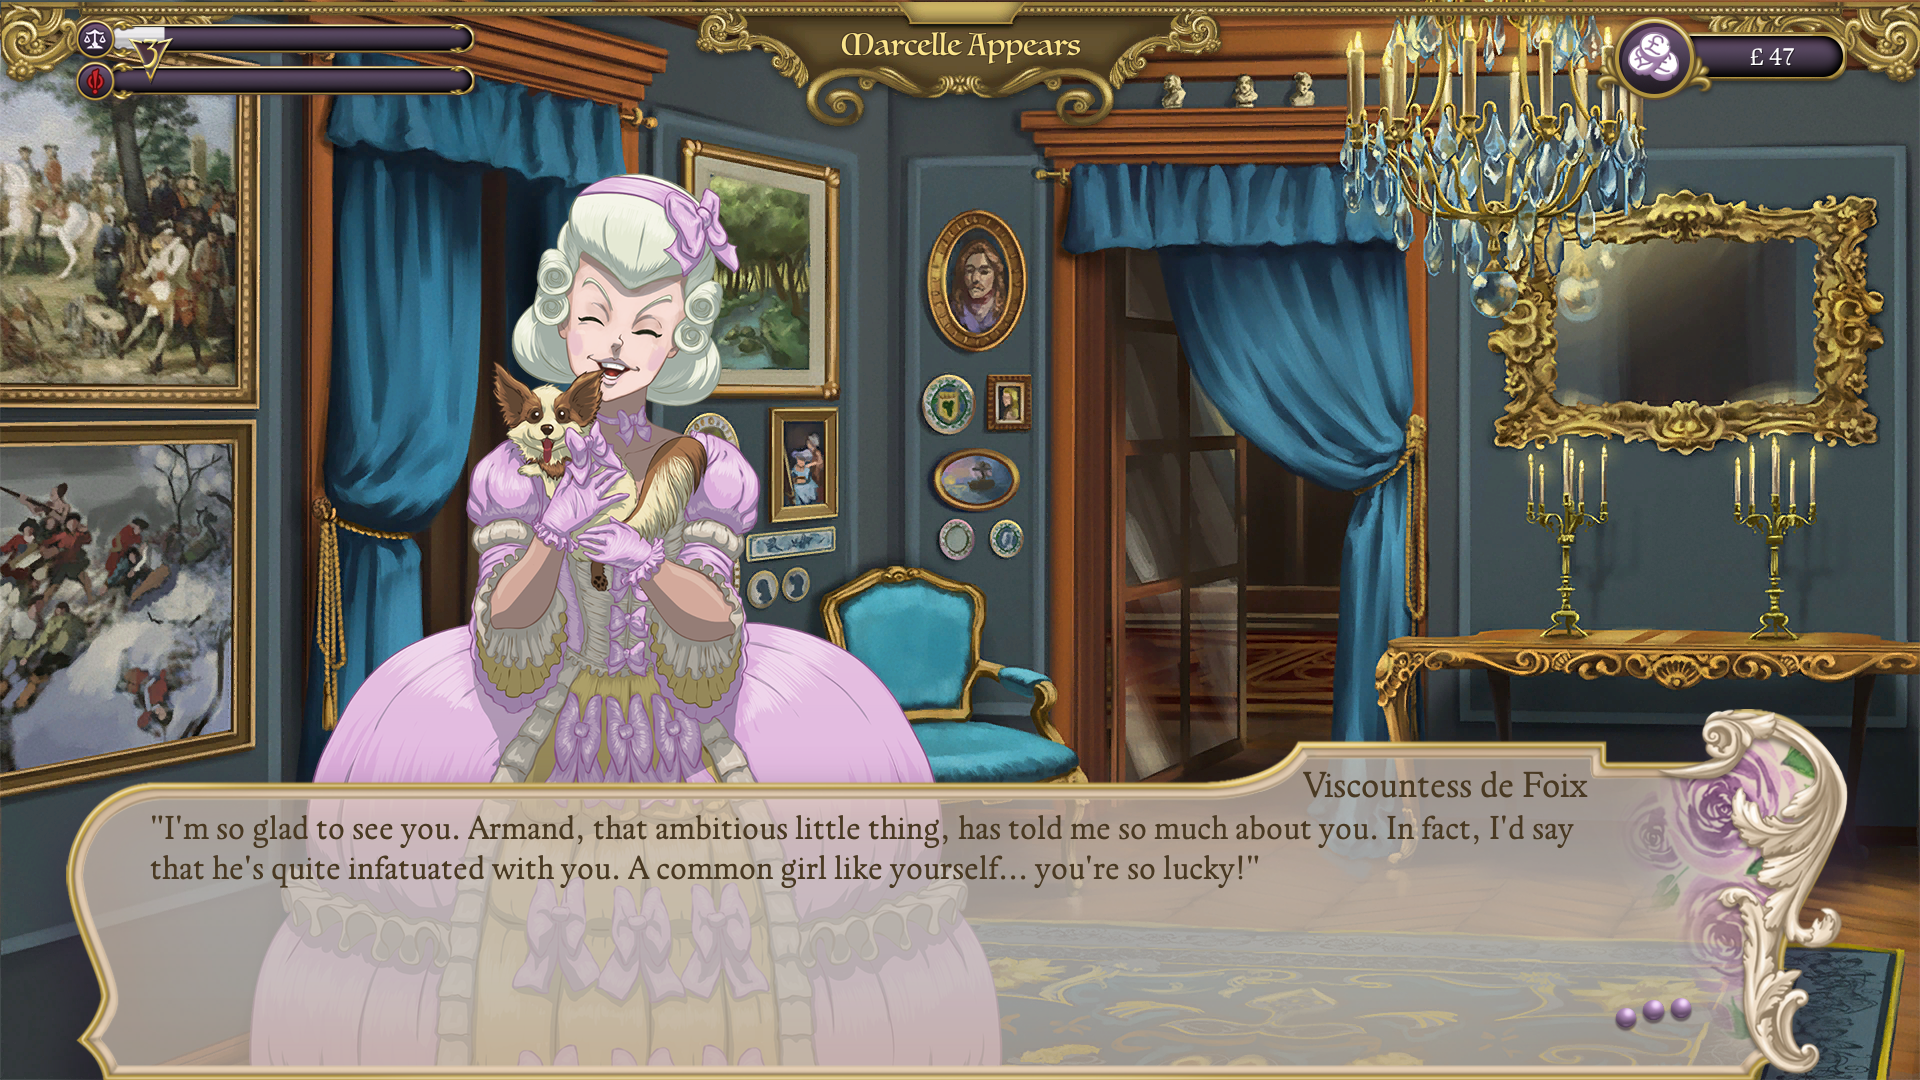 Marcelle Appears
37
£ 47
Viscountess de Foix
"I'm so glad to see you. Armand, that ambitious little thing, has told me so much about you. In fact, I'd say
that he's quite infatuated with you. A common girl like yourself... you're so lucky!"